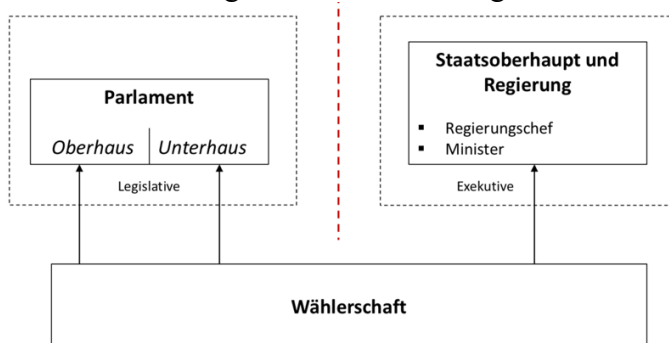 Parlament
Oberhaus Unterhaus
Legislative
Staatsoberhaupt und
Regierung
▪ Regierungschef
▪ Minister
Exekutive
Wählerschaft